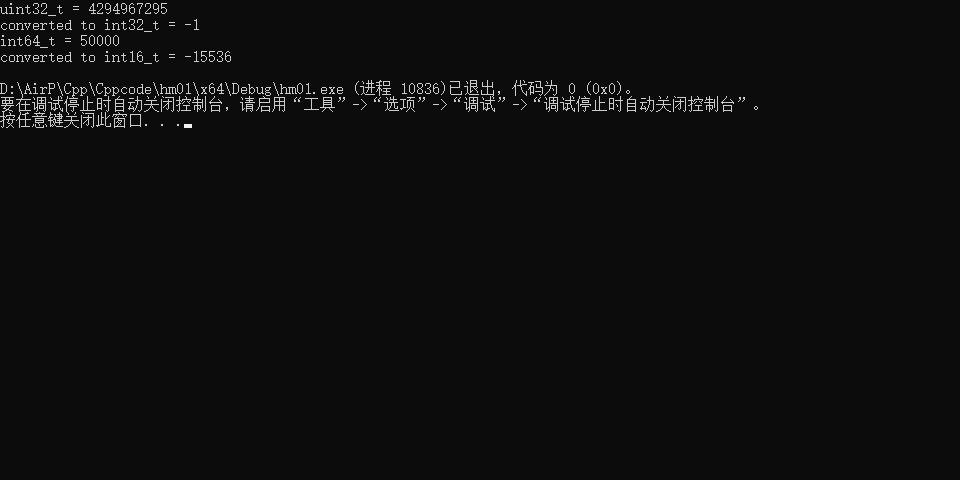 uint32_t = 4294967295
converted to int32_t = -1
int64_t = 50000
converted to int16_t = -15536
D:\AirP\Cpp\Cppcode\hm01\x64\Debug\hm01.exe (进程 10836)已退出，代码为 0 (0x0)。
要在调试停止时自动关闭控制台，请启用“工具”->“选项”->“调试”->“调试停止时自动关闭控制台”。
按任意键关闭此窗口. . .